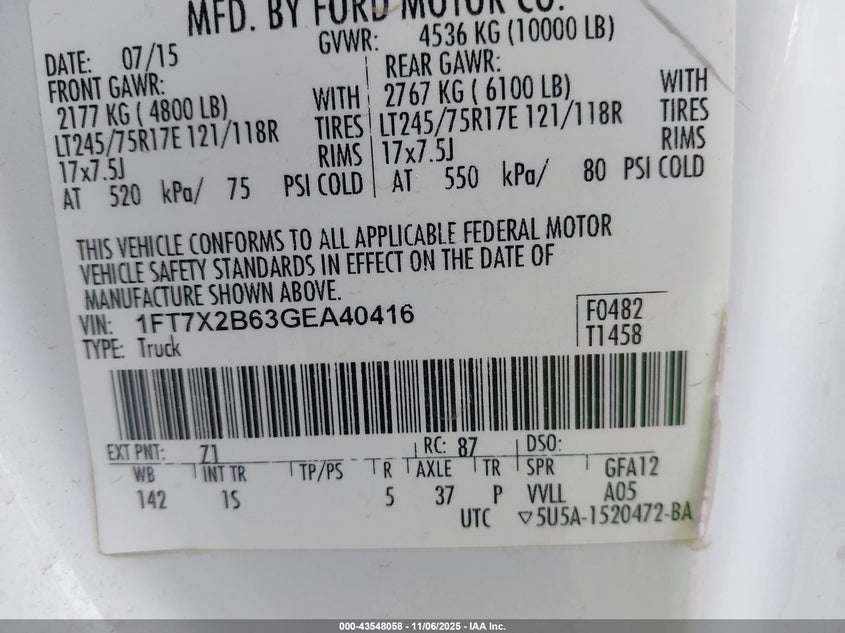 MFD. BY FORD MOTOR CO.
DATE: 07/15 GVWR: 4536 KG (10000 LB)
FRONT GAWR: REAR GAWR:
2177 KG ( 4800 LB) WITH 2767 KG ( 6100 LB) WITH
LT245/75R17E 121/118R TIRES LT245/75R17E 121/118R TIRES
17x7.5J RIMS 17x7.5J RIMS
AT 520 kPa/ 75 PSI COLD AT 550 kPa/ 80 PSI COLD
THIS VEHICLE CONFORMS TO ALL APPLICABLE FEDERAL MOTOR
VEHICLE SAFETY STANDARDS IN EFFECT ON THE DATE OF
MANUFACTURE SHOWN ABOVE.
VIN: 1FT7X2B63GEA40416 F0482
TYPE: Truck T1458
EXT PNT: Z1 RC: 87 DSO:
WB INT TR TP/PS R AXLE TR SPR GFA12
142 1S 5 37 P VVLL A05
UTC ▽5U5A-1520472-BA
000-43548058 - 11/06/2025 - IAA Inc.